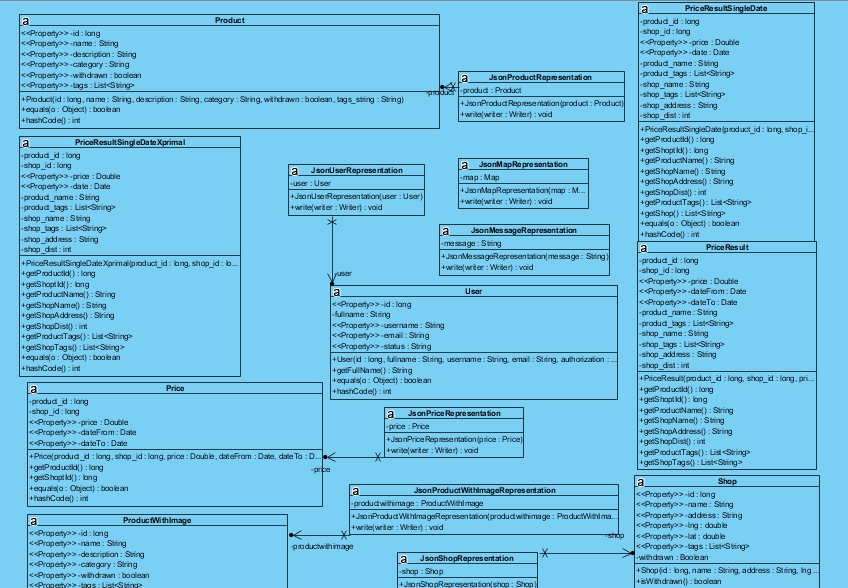 Product
<<Property>> -id : long
<<Property>> -name : String
<<Property>> -description : String
<<Property>> -category : String
<<Property>> -withdrawn : boolean
<<Property>> -tags : List<String>
+Product(id : long, name : String, description : String, category : String, withdrawn : boolean, tags_string : String)
+equals(o : Object) : boolean
+hashCode() : int
-product
JsonProductRepresentation
-product : Product
+JsonProductRepresentation(product : Product)
+write(writer : Writer) : void
PriceResultSingleDate
-product_id : long
-shop_id : long
<<Property>> -price : Double
<<Property>> -date : Date
-product_name : String
-product_tags : List<String>
-shop_name : String
-shop_tags : List<String>
-shop_address : String
-shop_dist : int
+PriceResultSingleDate(product_id : long, shop_i...
+getProductId() : long
+getShoptId() : long
+getProductName() : String
+getShopName() : String
+getShopAddress() : String
+getShopDist() : int
+getProductTags() : List<String>
+getShop() : List<String>
+equals(o : Object) : boolean
+hashCode() : int
PriceResultSingleDateXprimal
-product_id : long
-shop_id : long
<<Property>> -price : Double
<<Property>> -date : Date
-product_name : String
-product_tags : List<String>
-shop_name : String
-shop_tags : List<String>
-shop_address : String
-shop_dist : int
+PriceResultSingleDateXprimal(product_id : long, shop_id : lo...
+getProductId() : long
+getShoptId() : long
+getProductName() : String
+getShopName() : String
+getShopAddress() : String
+getShopDist() : int
+getProductTags() : List<String>
+getShopTags() : List<String>
+equals(o : Object) : boolean
+hashCode() : int
JsonUserRepresentation
-user : User
+JsonUserRepresentation(user : User)
+write(writer : Writer) : void
-user
JsonMapRepresentation
-map : Map
+JsonMapRepresentation(map : M...
+write(writer : Writer) : void
JsonMessageRepresentation
-message : String
+JsonMessageRepresentation(message : String)
+write(writer : Writer) : void
User
<<Property>> -id : long
-fullname : String
<<Property>> -username : String
<<Property>> -email : String
<<Property>> -status : String
+User(id : long, fullname : String, username : String, email : String, authorization : ...
+getFullName() : String
+equals(o : Object) : boolean
+hashCode() : int
PriceResult
-product_id : long
-shop_id : long
<<Property>> -price : Double
<<Property>> -dateFrom : Date
<<Property>> -dateTo : Date
-product_name : String
-product_tags : List<String>
-shop_name : String
-shop_tags : List<String>
-shop_address : String
-shop_dist : int
+PriceResult(product_id : long, shop_id : long, pri...
+getProductId() : long
+getShoptId() : long
+getProductName() : String
+getShopName() : String
+getShopAddress() : String
+getShopDist() : int
+getProductTags() : List<String>
+getShopTags() : List<String>
Price
-product_id : long
-shop_id : long
<<Property>> -price : Double
<<Property>> -dateFrom : Date
<<Property>> -dateTo : Date
+Price(product_id : long, shop_id : long, price : Double, dateFrom : Date, dateTo : D...
+getProductId() : long
+getShoptId() : long
+equals(o : Object) : boolean
+hashCode() : int
-price
JsonPriceRepresentation
-price : Price
+JsonPriceRepresentation(price : Price)
+write(writer : Writer) : void
JsonProductWithImageRepresentation
-productwithimage : ProductWithImage
+JsonProductWithImageRepresentation(productwithimage : ProductWithIma...
+write(writer : Writer) : void
-productwithimage
-shop
ProductWithImage
<<Property>> -id : long
<<Property>> -name : String
<<Property>> -description : String
<<Property>> -category : String
<<Property>> -withdrawn : boolean
<<Property>> -tags : List<String>
JsonShopRepresentation
-shop : Shop
+JsonShopRepresentation(shop : Shop)
Shop
<<Property>> -id : long
<<Property>> -name : String
<<Property>> -address : String
<<Property>> -lng : double
<<Property>> -lat : double
<<Property>> -tags : List<String>
-withdrawn : Boolean
+Shop(id : long, name : String, address : String, lng ...
+isWithdrawn() : boolean